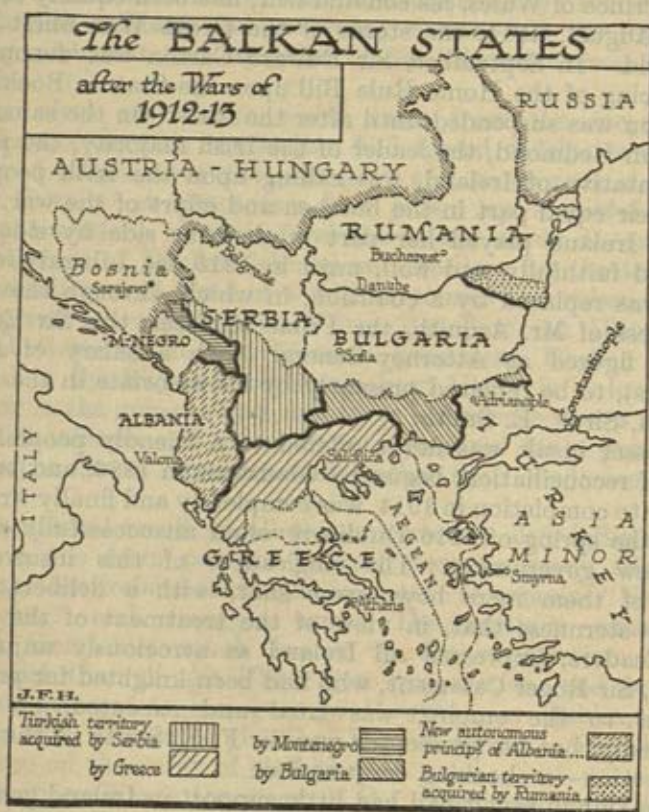 The BALKAN STATES
after the Wars of
1912-13
RUSSIA
AUSTRIA-HUNGARY
RUMANIA
Bucharest
Belgrade
Danube
Bosnia
Sarajevo
SERBIA
BULGARIA
Sofia
M.NEGRO
Constantinople
Adrianople
ALBANIA
Valona
Salonika
TURKEY
ITALY
AEGEAN
ASIA
MINOR
GREECE
Smyrna
Athens
J.F.H.
Turkish territory
acquired by Serbia
by Greece
by Montenegro
by Bulgaria
New autonomous
principy of Albania...
Bulgarian territory
acquired by Rumania